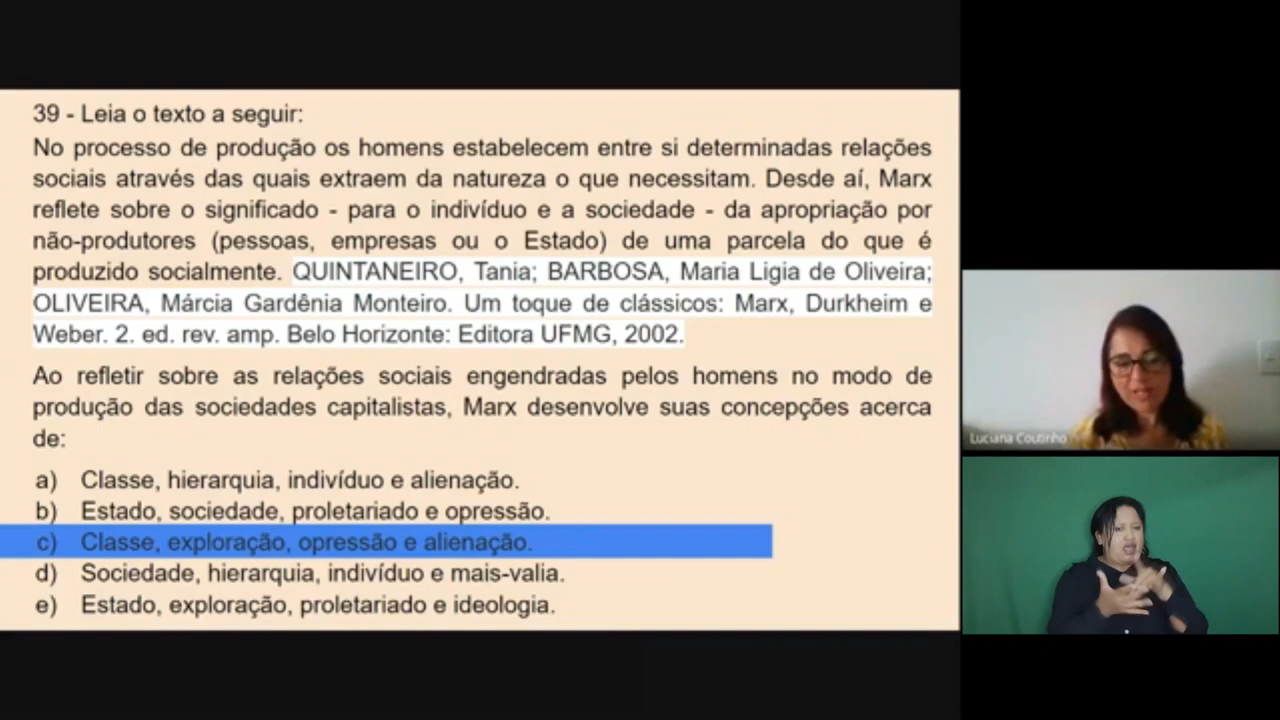 39 - Leia o texto a seguir:
No processo de produção os homens estabelecem entre si determinadas relações
sociais através das quais extraem da natureza o que necessitam. Desde aí, Marx
reflete sobre o significado - para o indivíduo e a sociedade - da apropriação por
não-produtores (pessoas, empresas ou o Estado) de uma parcela do que é
produzido socialmente. QUINTANEIRO, Tania; BARBOSA, Maria Ligia de Oliveira;
OLIVEIRA, Márcia Gardênia Monteiro. Um toque de clássicos: Marx, Durkheim e
Weber. 2. ed. rev. amp. Belo Horizonte: Editora UFMG, 2002.
Ao refletir sobre as relações sociais engendradas pelos homens no modo de
produção das sociedades capitalistas, Marx desenvolve suas concepções acerca
de:
a) Classe, hierarquia, indivíduo e alienação.
b) Estado, sociedade, proletariado e opressão.
c) Classe, exploração, opressão e alienação.
d) Sociedade, hierarquia, indivíduo e mais-valia.
e) Estado, exploração, proletariado e ideologia.
Luciana Coutinho